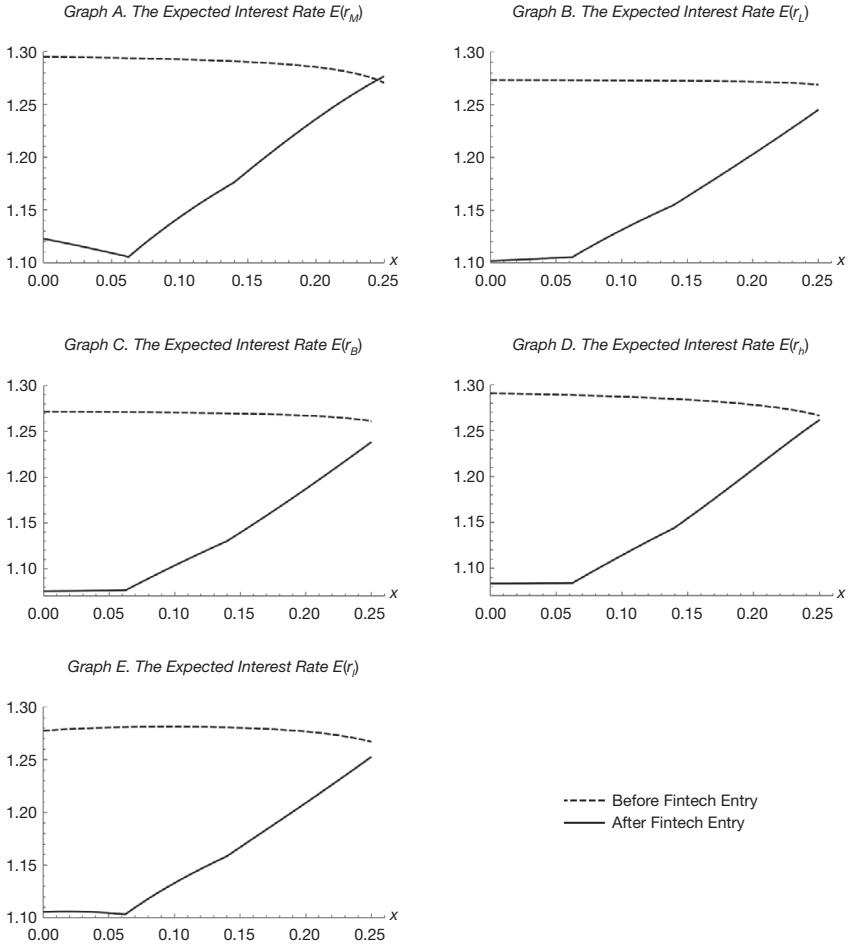 Graph A. The Expected Interest Rate E(r_M)
1.30
1.25
1.20
1.15
1.10
0.00 0.05 0.10 0.15 0.20 0.25
x
Graph B. The Expected Interest Rate E(r_L)
1.30
1.25
1.20
1.15
1.10
0.00 0.05 0.10 0.15 0.20 0.25
x
Graph C. The Expected Interest Rate E(r_B)
1.30
1.25
1.20
1.15
1.10
0.00 0.05 0.10 0.15 0.20 0.25
x
Graph D. The Expected Interest Rate E(r_h)
1.30
1.25
1.20
1.15
1.10
0.00 0.05 0.10 0.15 0.20 0.25
x
Graph E. The Expected Interest Rate E(r_l)
1.30
1.25
1.20
1.15
1.10
0.00 0.05 0.10 0.15 0.20 0.25
x
Before Fintech Entry
After Fintech Entry